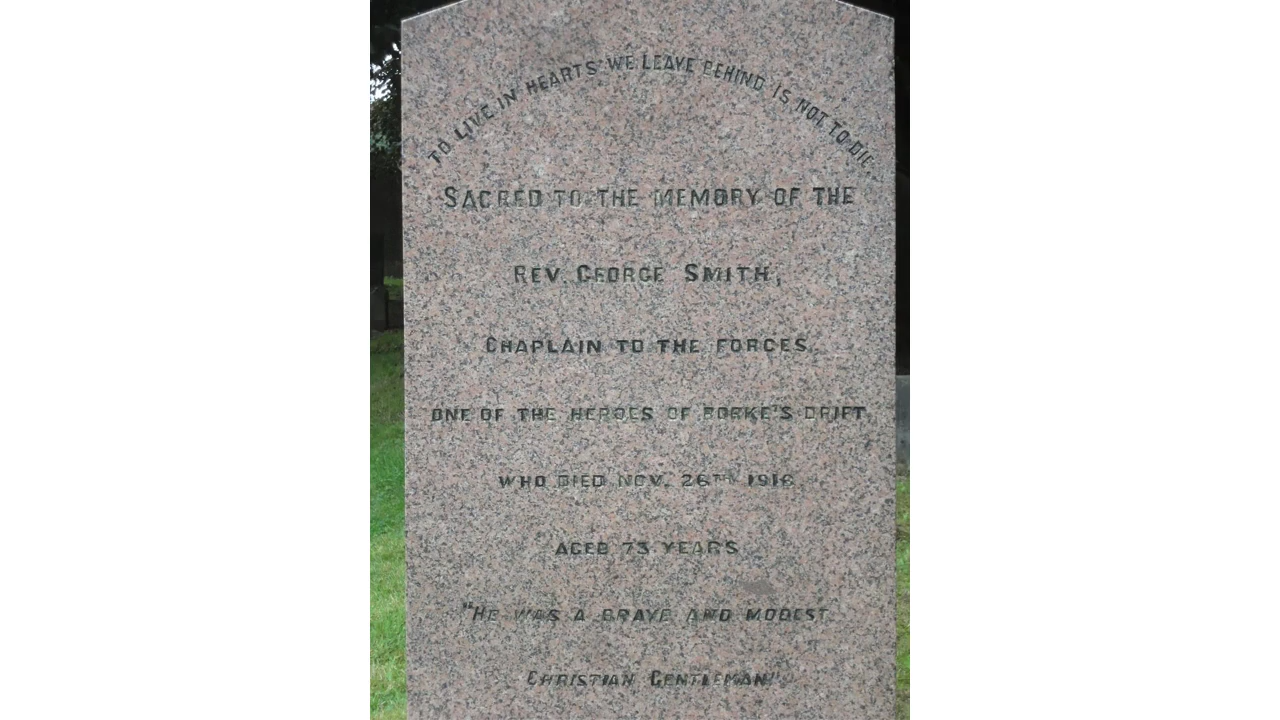 TO LIVE IN HEARTS WE LEAVE BEHIND IS NOT TO DIE.
SACRED TO THE MEMORY OF THE
REV. GEORGE SMITH,
CHAPLAIN TO THE FORCES.
ONE OF THE HEROES OF RORKE'S DRIFT
WHO DIED NOV. 26TH 1918
AGED 73 YEARS.
"HE WAS A BRAVE AND MODEST
CHRISTIAN GENTLEMAN"